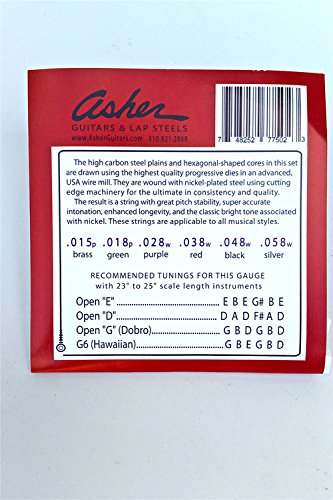 asher
GUITARS & LAP STEELS
www.AsherGuitars.com 310.821.2888
7 48252 77502 3
The high carbon steel plains and hexagonal-shaped cores in this set
are drawn using the highest quality progressive dies in an advanced,
USA wire mill. They are wound with nickel-plated steel using cutting
edge machinery for the ultimate in consistency and quality.
The result is a string with great pitch stability, super accurate
intonation, enhanced longevity, and the classic bright tone associated with
nickel. These strings are applicable to all musical styles.
.015p .018p .028w .038w .048w .058w
brass green purple red black silver
RECOMMENDED TUNINGS FOR THIS GAUGE
with 23" to 25" scale length instruments
Open "E" E B E G# B E
Open "D" D A D F# A D
Open "G" (Dobro) G B D G B D
G6 (Hawaiian) G B E G B D